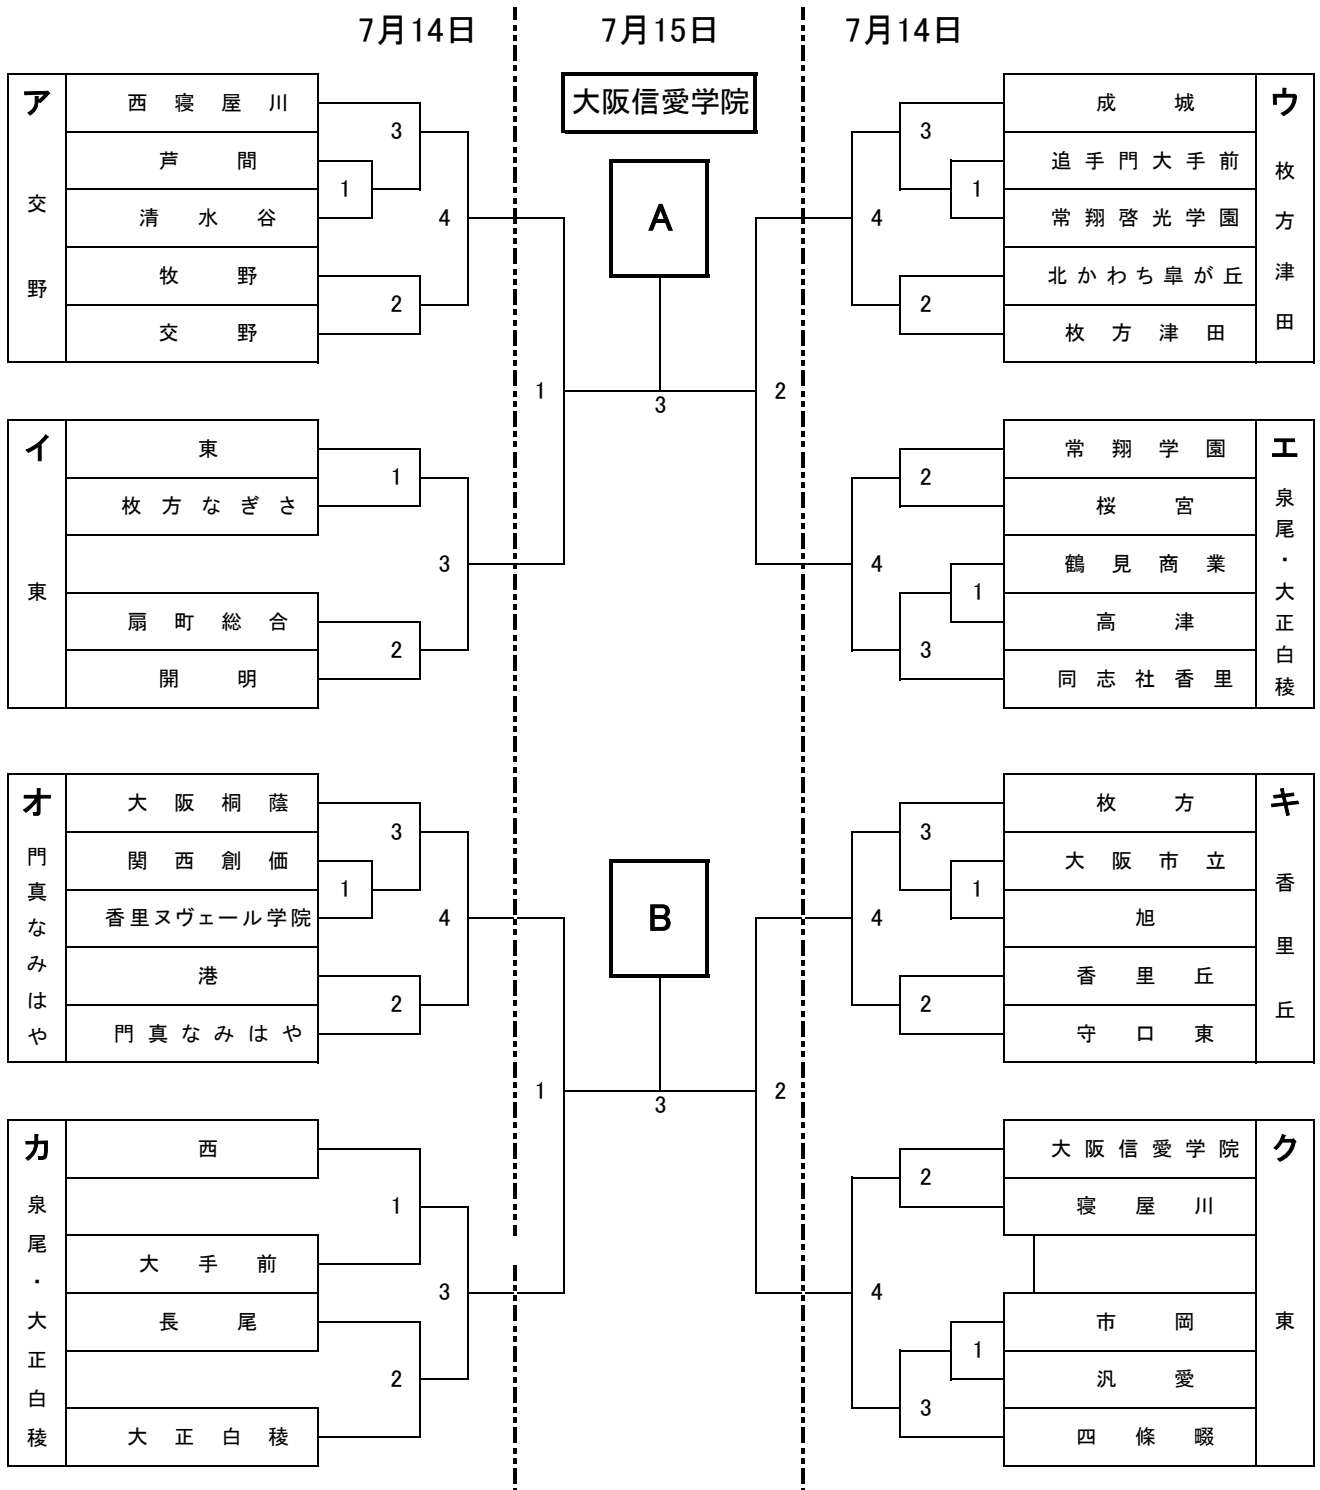 7月14日 7月15日 7月14日
大阪信愛学院
ア
交野
西寝屋川
芦間
清水谷
牧野
交野
3
1
4
2
イ
東
東
枚方なぎさ
扇町総合
開明
1
3
2
1
A
3
2
ウ
枚方津田
成城
追手門大手前
常翔啓光学園
北かわち皐が丘
枚方津田
3
1
4
2
エ
泉尾・大正白稜
常翔学園
桜宮
鶴見商業
高津
同志社香里
2
4
1
3
オ
門真なみはや
大阪桐蔭
関西創価
香里ヌヴェール学院
港
門真なみはや
3
1
4
2
カ
泉尾・大正白稜
西
大手前
長尾
大正白稜
1
3
2
1
B
3
2
キ
香里丘
枚方
大阪市立
旭
香里丘
守口東
3
1
4
2
ク
東
大阪信愛学院
寝屋川
市岡
汎愛
四條畷
2
4
1
3